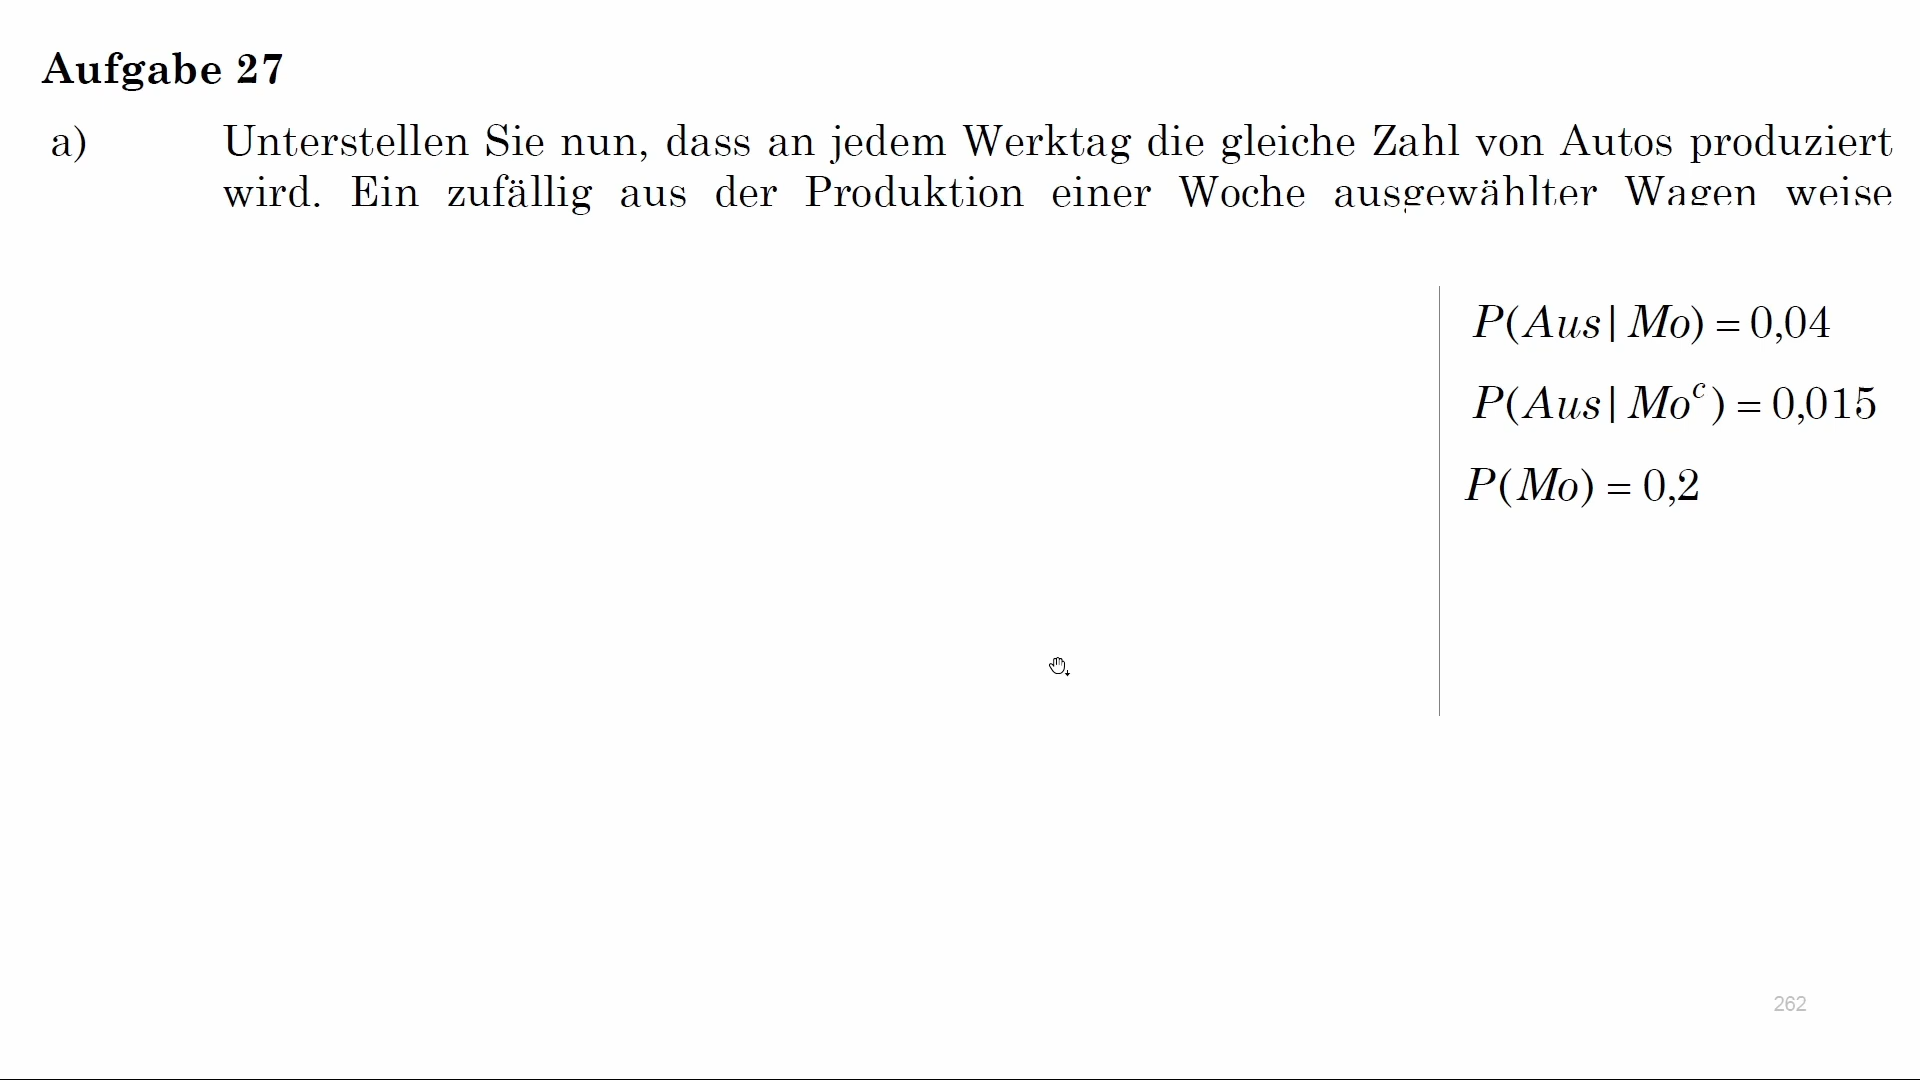 Aufgabe 27
a) Unterstellen Sie nun, dass an jedem Werktag die gleiche Zahl von Autos produziert
wird. Ein zufällig aus der Produktion einer Woche ausgewählter Wagen weise
P(Aus | Mo) = 0,04
P(Aus | Mo^c) = 0,015
P(Mo) = 0,2
262